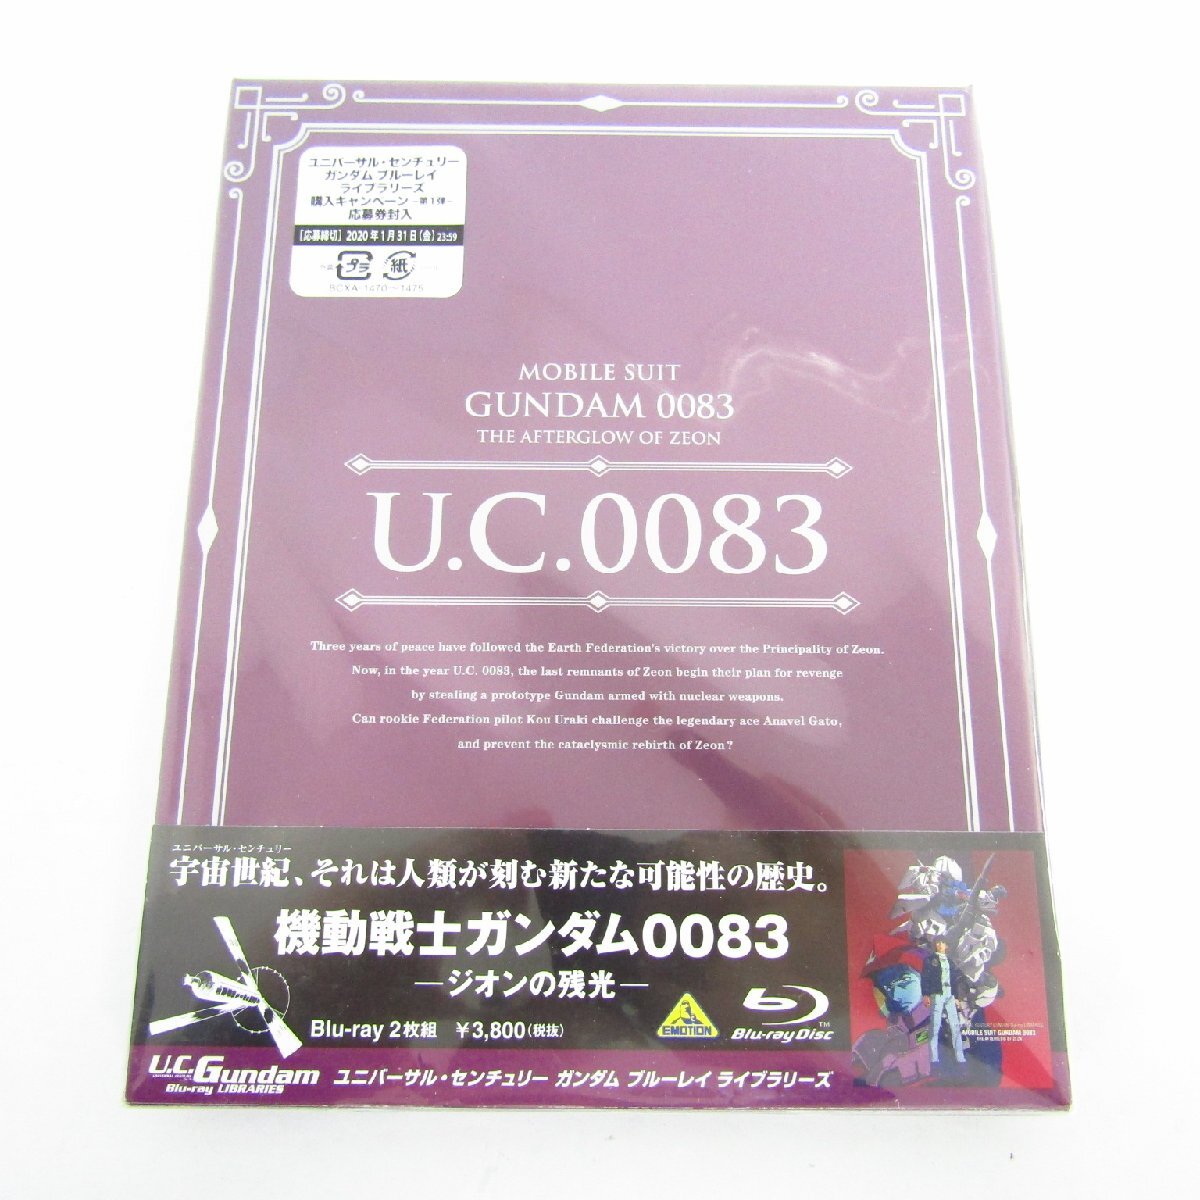 ユニバーサル・センチュリー
ガンダム ブルーレイ
ライブラリーズ
購入キャンペーン -第1弾-
応募券封入
[応募締切] 2020年1月31日(金) 23:59
プラ
紙
BCXA-1470~1475
MOBILE SUIT
GUNDAM 0083
THE AFTERGLOW OF ZEON
U.C.0083
Three years of peace have followed the Earth Federation's victory over the Principality of Zeon.
Now, in the year U.C. 0083, the last remnants of Zeon begin their plan for revenge
by stealing a prototype Gundam armed with nuclear weapons.
Can rookie Federation pilot Kou Uraki challenge the legendary ace Anavel Gato,
and prevent the cataclysmic rebirth of Zeon?
ユニバーサル・センチュリー
宇宙世紀、それは人類が刻む新たな可能性の歴史。
機動戦士ガンダム0083
—ジオンの残光—
Blu-ray 2枚組 ¥3,800(税抜)
EMOTION
Blu-ray Disc
TM
MOBILE SUIT GUNDAM 0083
U.C.Gundam
Blu-ray LIBRARIES
ユニバーサル・センチュリー ガンダム ブルーレイ ライブラリーズ